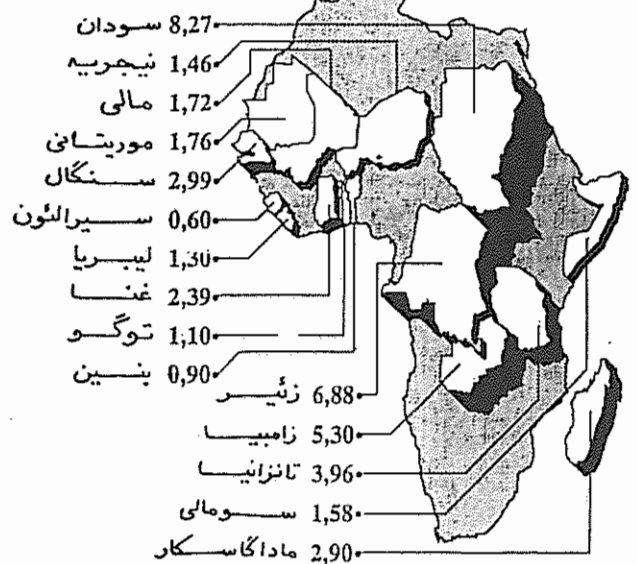 سودان 8,27
نیجریه 1,46
مالی 1,72
موریتانی 1,76
سنگال 2,99
سیرالئون 0,60
لیبریا 1,30
غنا 2,39
توگو 1,10
بنین 0,90
زئیر 6,88
زامبیا 5,30
تانزانیا 3,96
سومالی 1,58
ماداگاسکار 2,90